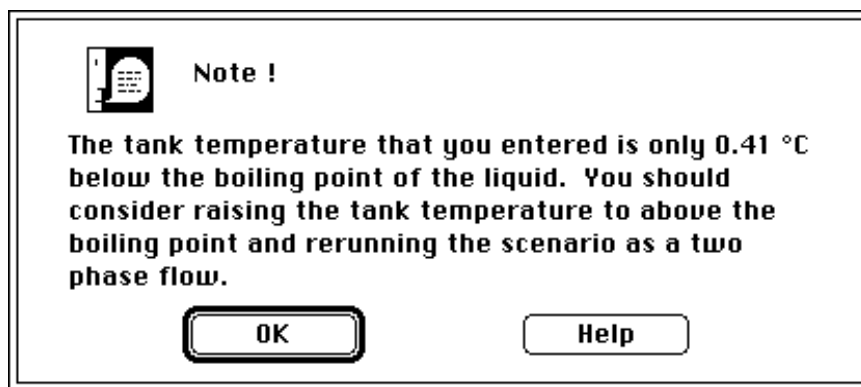 Note !
The tank temperature that you entered is only 0.41 °C
below the boiling point of the liquid.  You should
consider raising the tank temperature to above the
boiling point and rerunning the scenario as a two
phase flow.
OK
Help